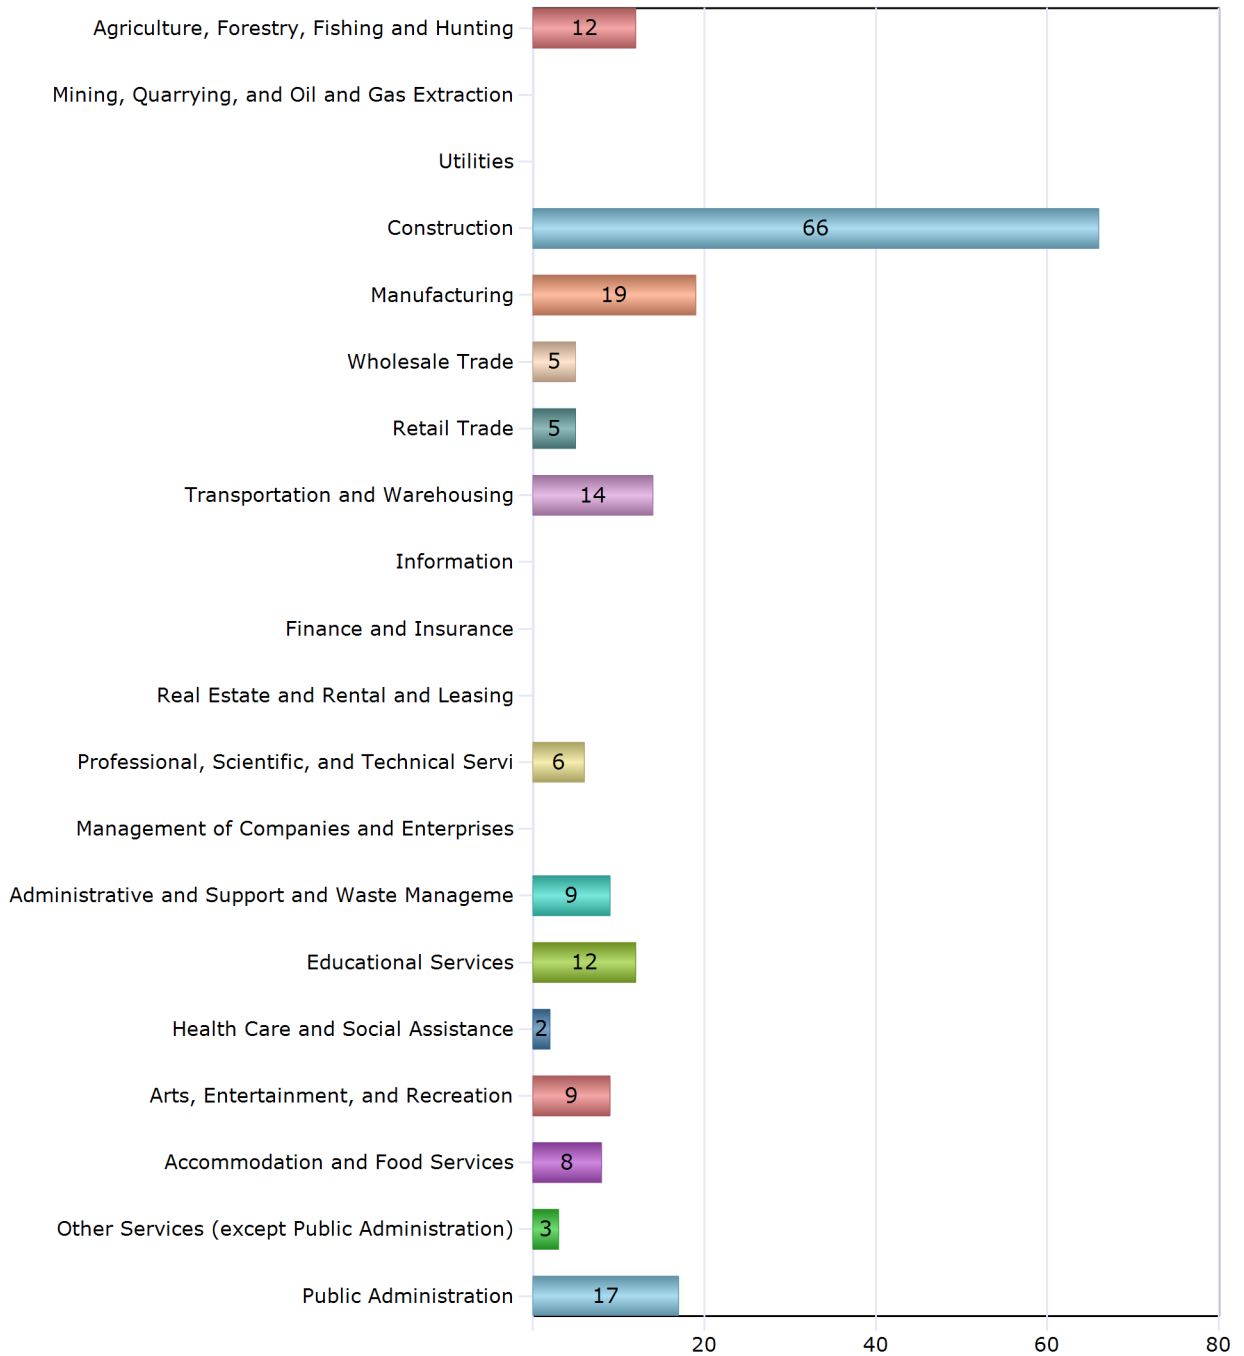 Agriculture, Forestry, Fishing and Hunting 12
Mining, Quarrying, and Oil and Gas Extraction
Utilities
Construction 66
Manufacturing 19
Wholesale Trade 5
Retail Trade 5
Transportation and Warehousing 14
Information
Finance and Insurance
Real Estate and Rental and Leasing
Professional, Scientific, and Technical Servi 6
Management of Companies and Enterprises
Administrative and Support and Waste Manageme 9
Educational Services 12
Health Care and Social Assistance 2
Arts, Entertainment, and Recreation 9
Accommodation and Food Services 8
Other Services (except Public Administration) 3
Public Administration 17
20 40 60 80